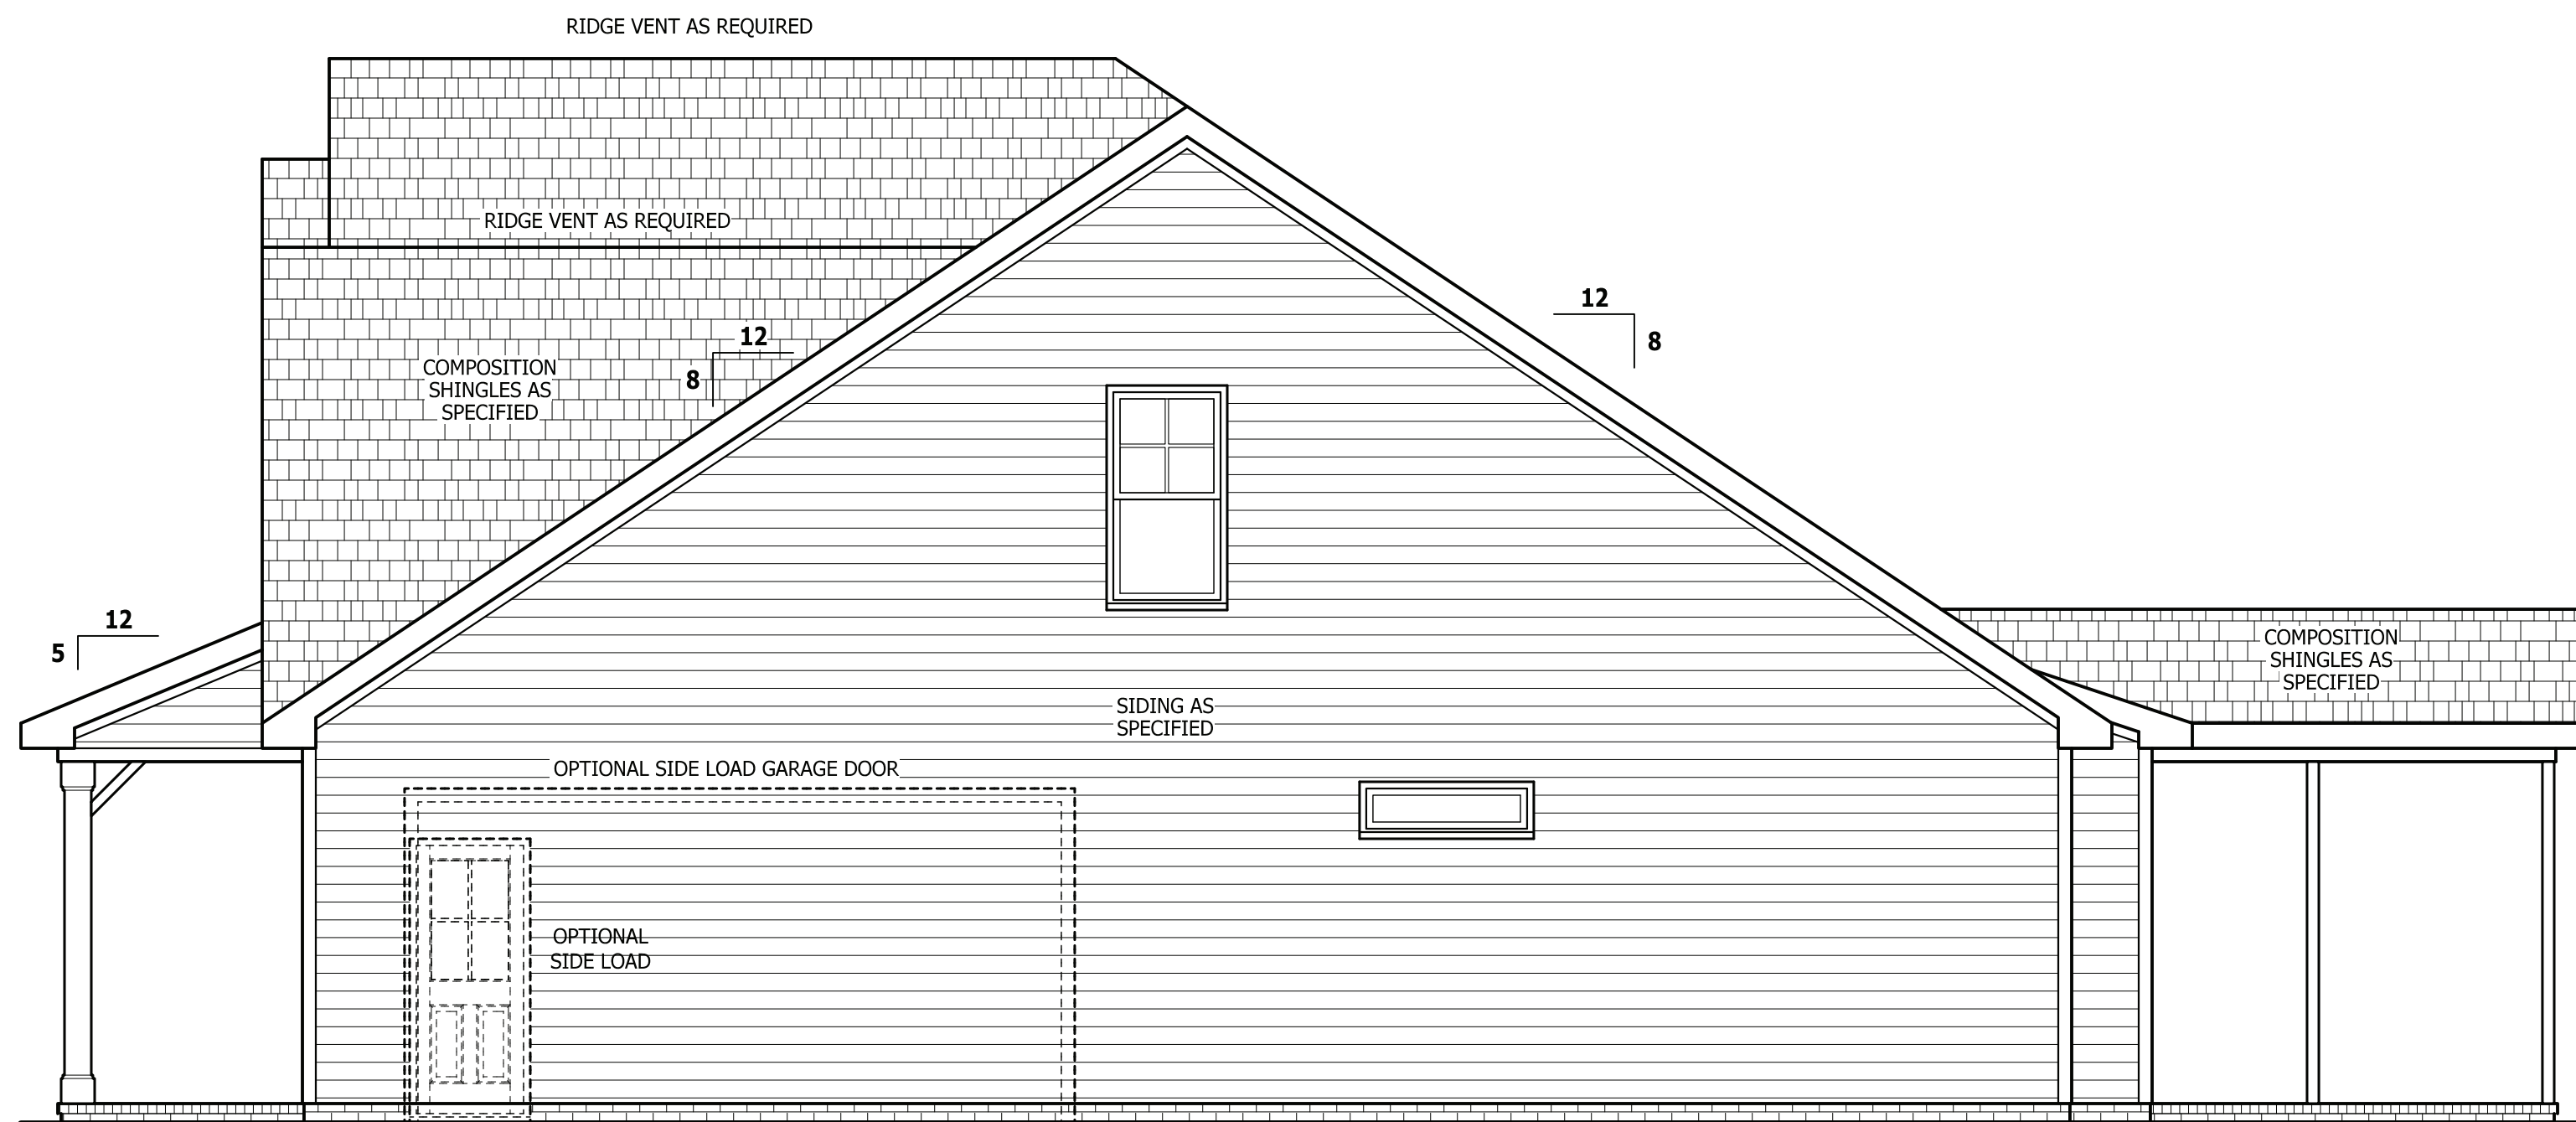 RIDGE VENT AS REQUIRED
RIDGE VENT AS REQUIRED
12
8
12
8
COMPOSITION
SHINGLES AS
SPECIFIED
12
5
COMPOSITION
SHINGLES AS
SPECIFIED
SIDING AS
SPECIFIED
OPTIONAL SIDE LOAD GARAGE DOOR
OPTIONAL
SIDE LOAD